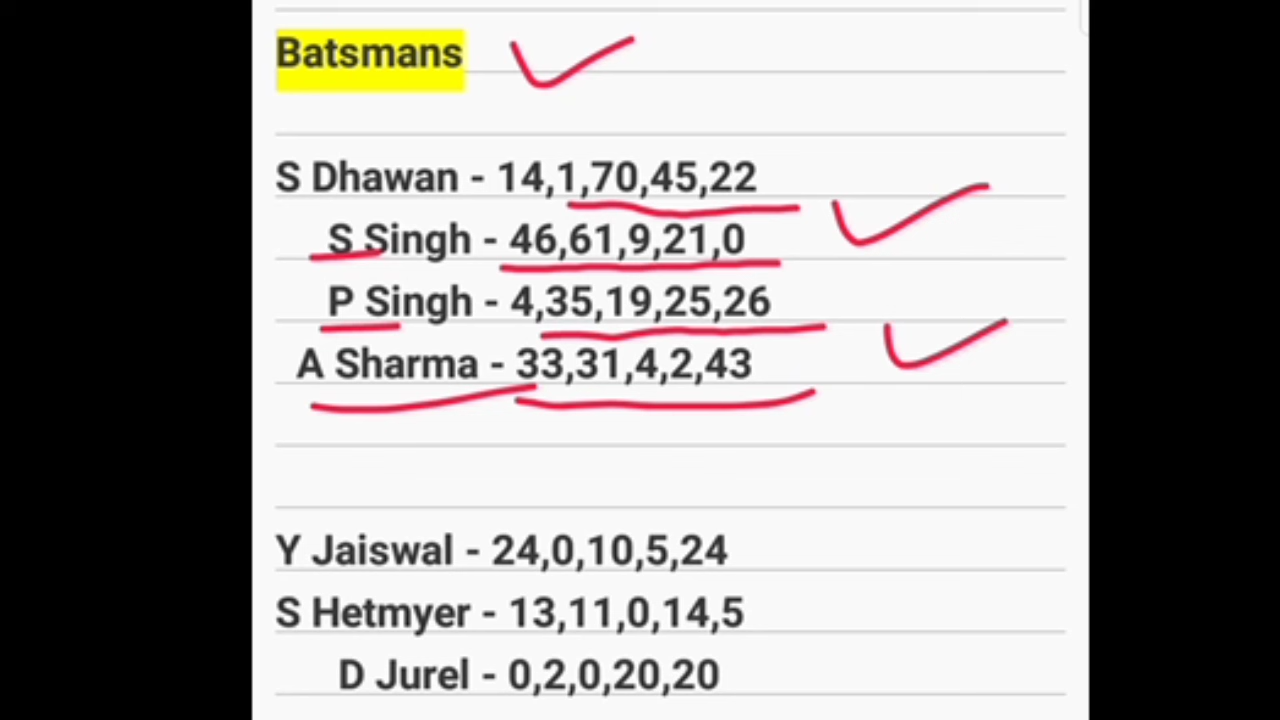 Batsmans
S Dhawan - 14,1,70,45,22
S Singh - 46,61,9,21,0
P Singh - 4,35,19,25,26
A Sharma - 33,31,4,2,43
Y Jaiswal - 24,0,10,5,24
S Hetmyer - 13,11,0,14,5
D Jurel - 0,2,0,20,20